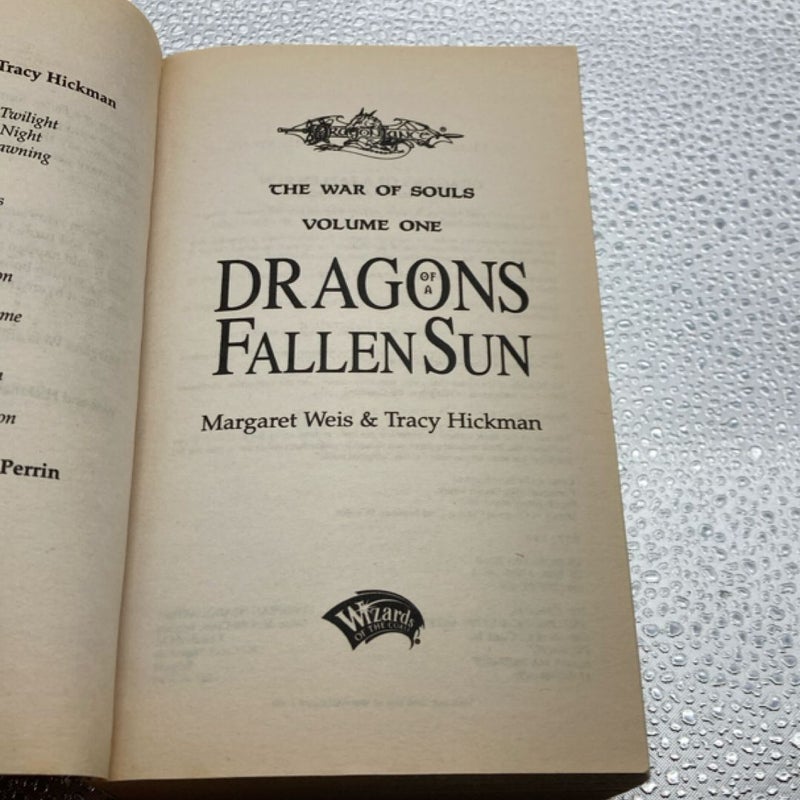 Tracy Hickman
Twilight
Night
awning
s
on
me
n
on
Perrin
DRAGONLANCE
THE WAR OF SOULS
VOLUME ONE
DRAGONS
OF
A
FALLEN SUN
Margaret Weis & Tracy Hickman
Wizards
OF THE COAST